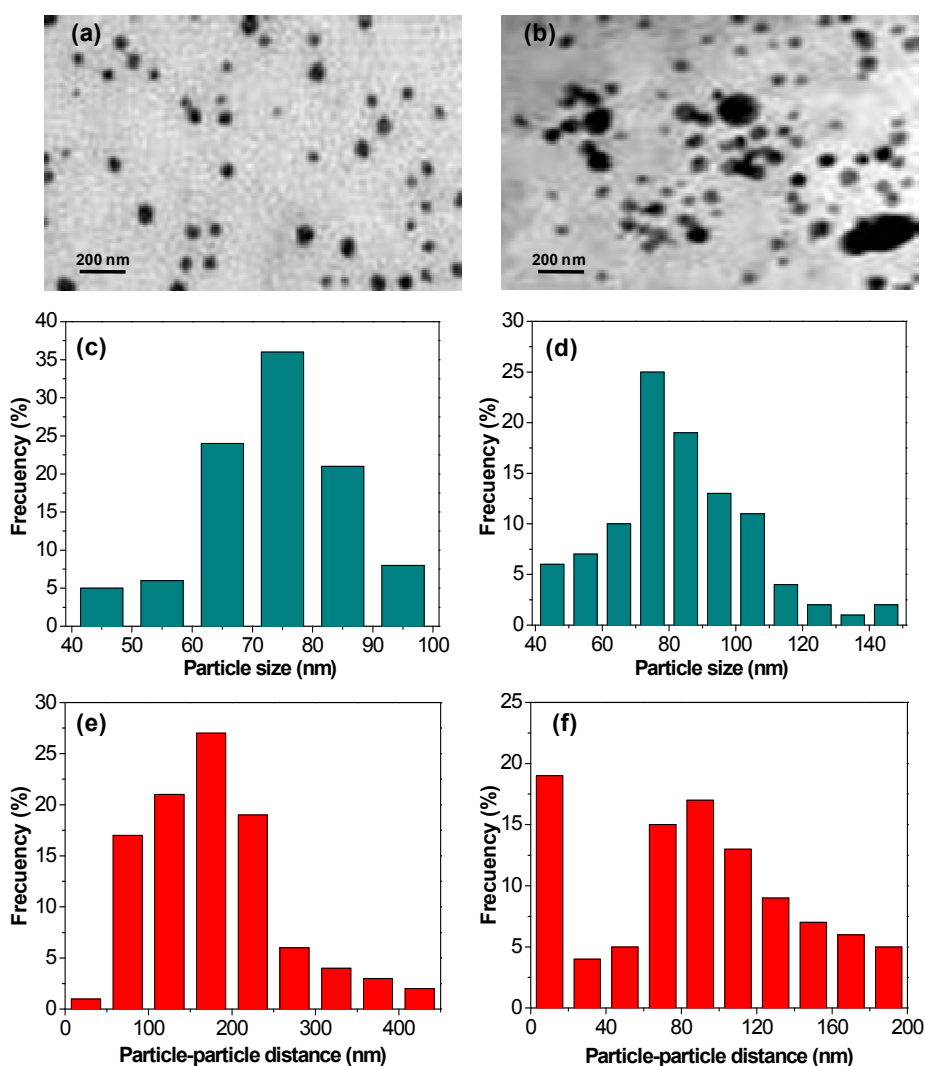 (a)
(b)
200 nm
200 nm
(c)
(d)
Frecuency (%)
40
35
30
25
20
15
10
5
0
40 50 60 70 80 90 100
Particle size (nm)
Frecuency (%)
30
25
20
15
10
5
0
40 60 80 100 120 140
Particle size (nm)
(e)
(f)
Frecuency (%)
30
25
20
15
10
5
0
0 100 200 300 400
Particle-particle distance (nm)
Frecuency (%)
25
20
15
10
5
0
0 40 80 120 160 200
Particle-particle distance (nm)